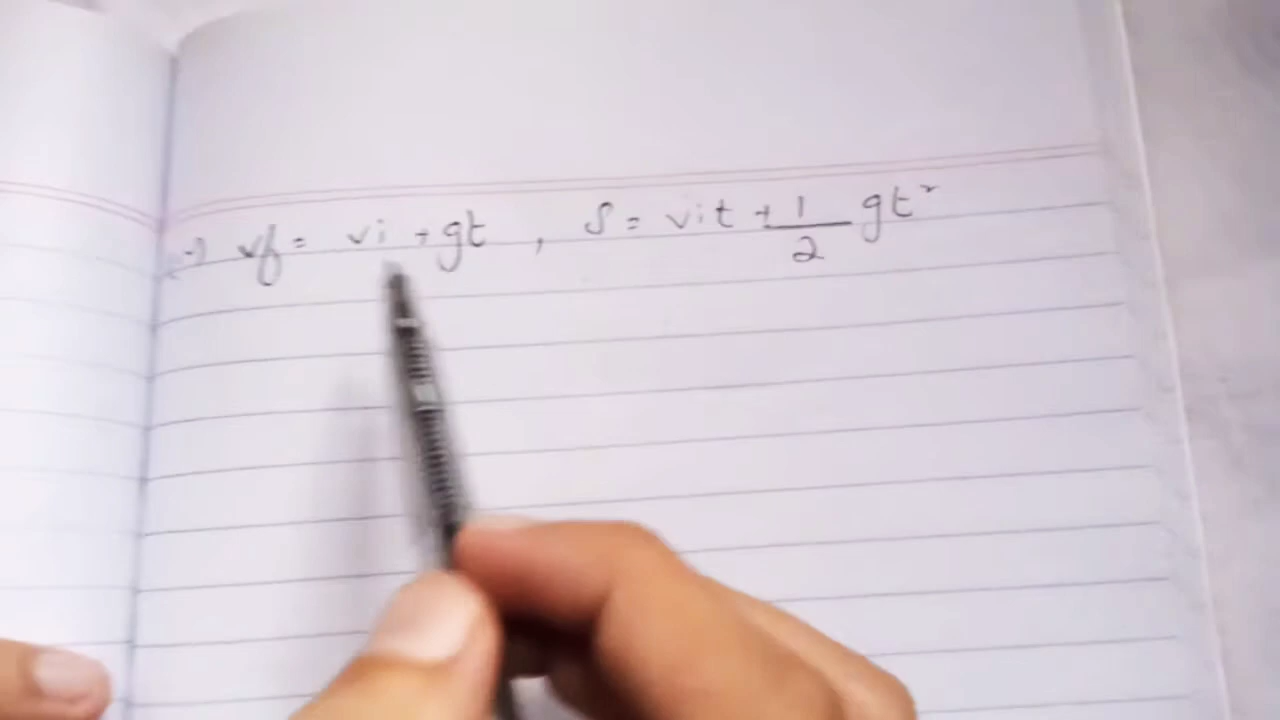 vf = vi + gt , S = vit + 1/2 gt²